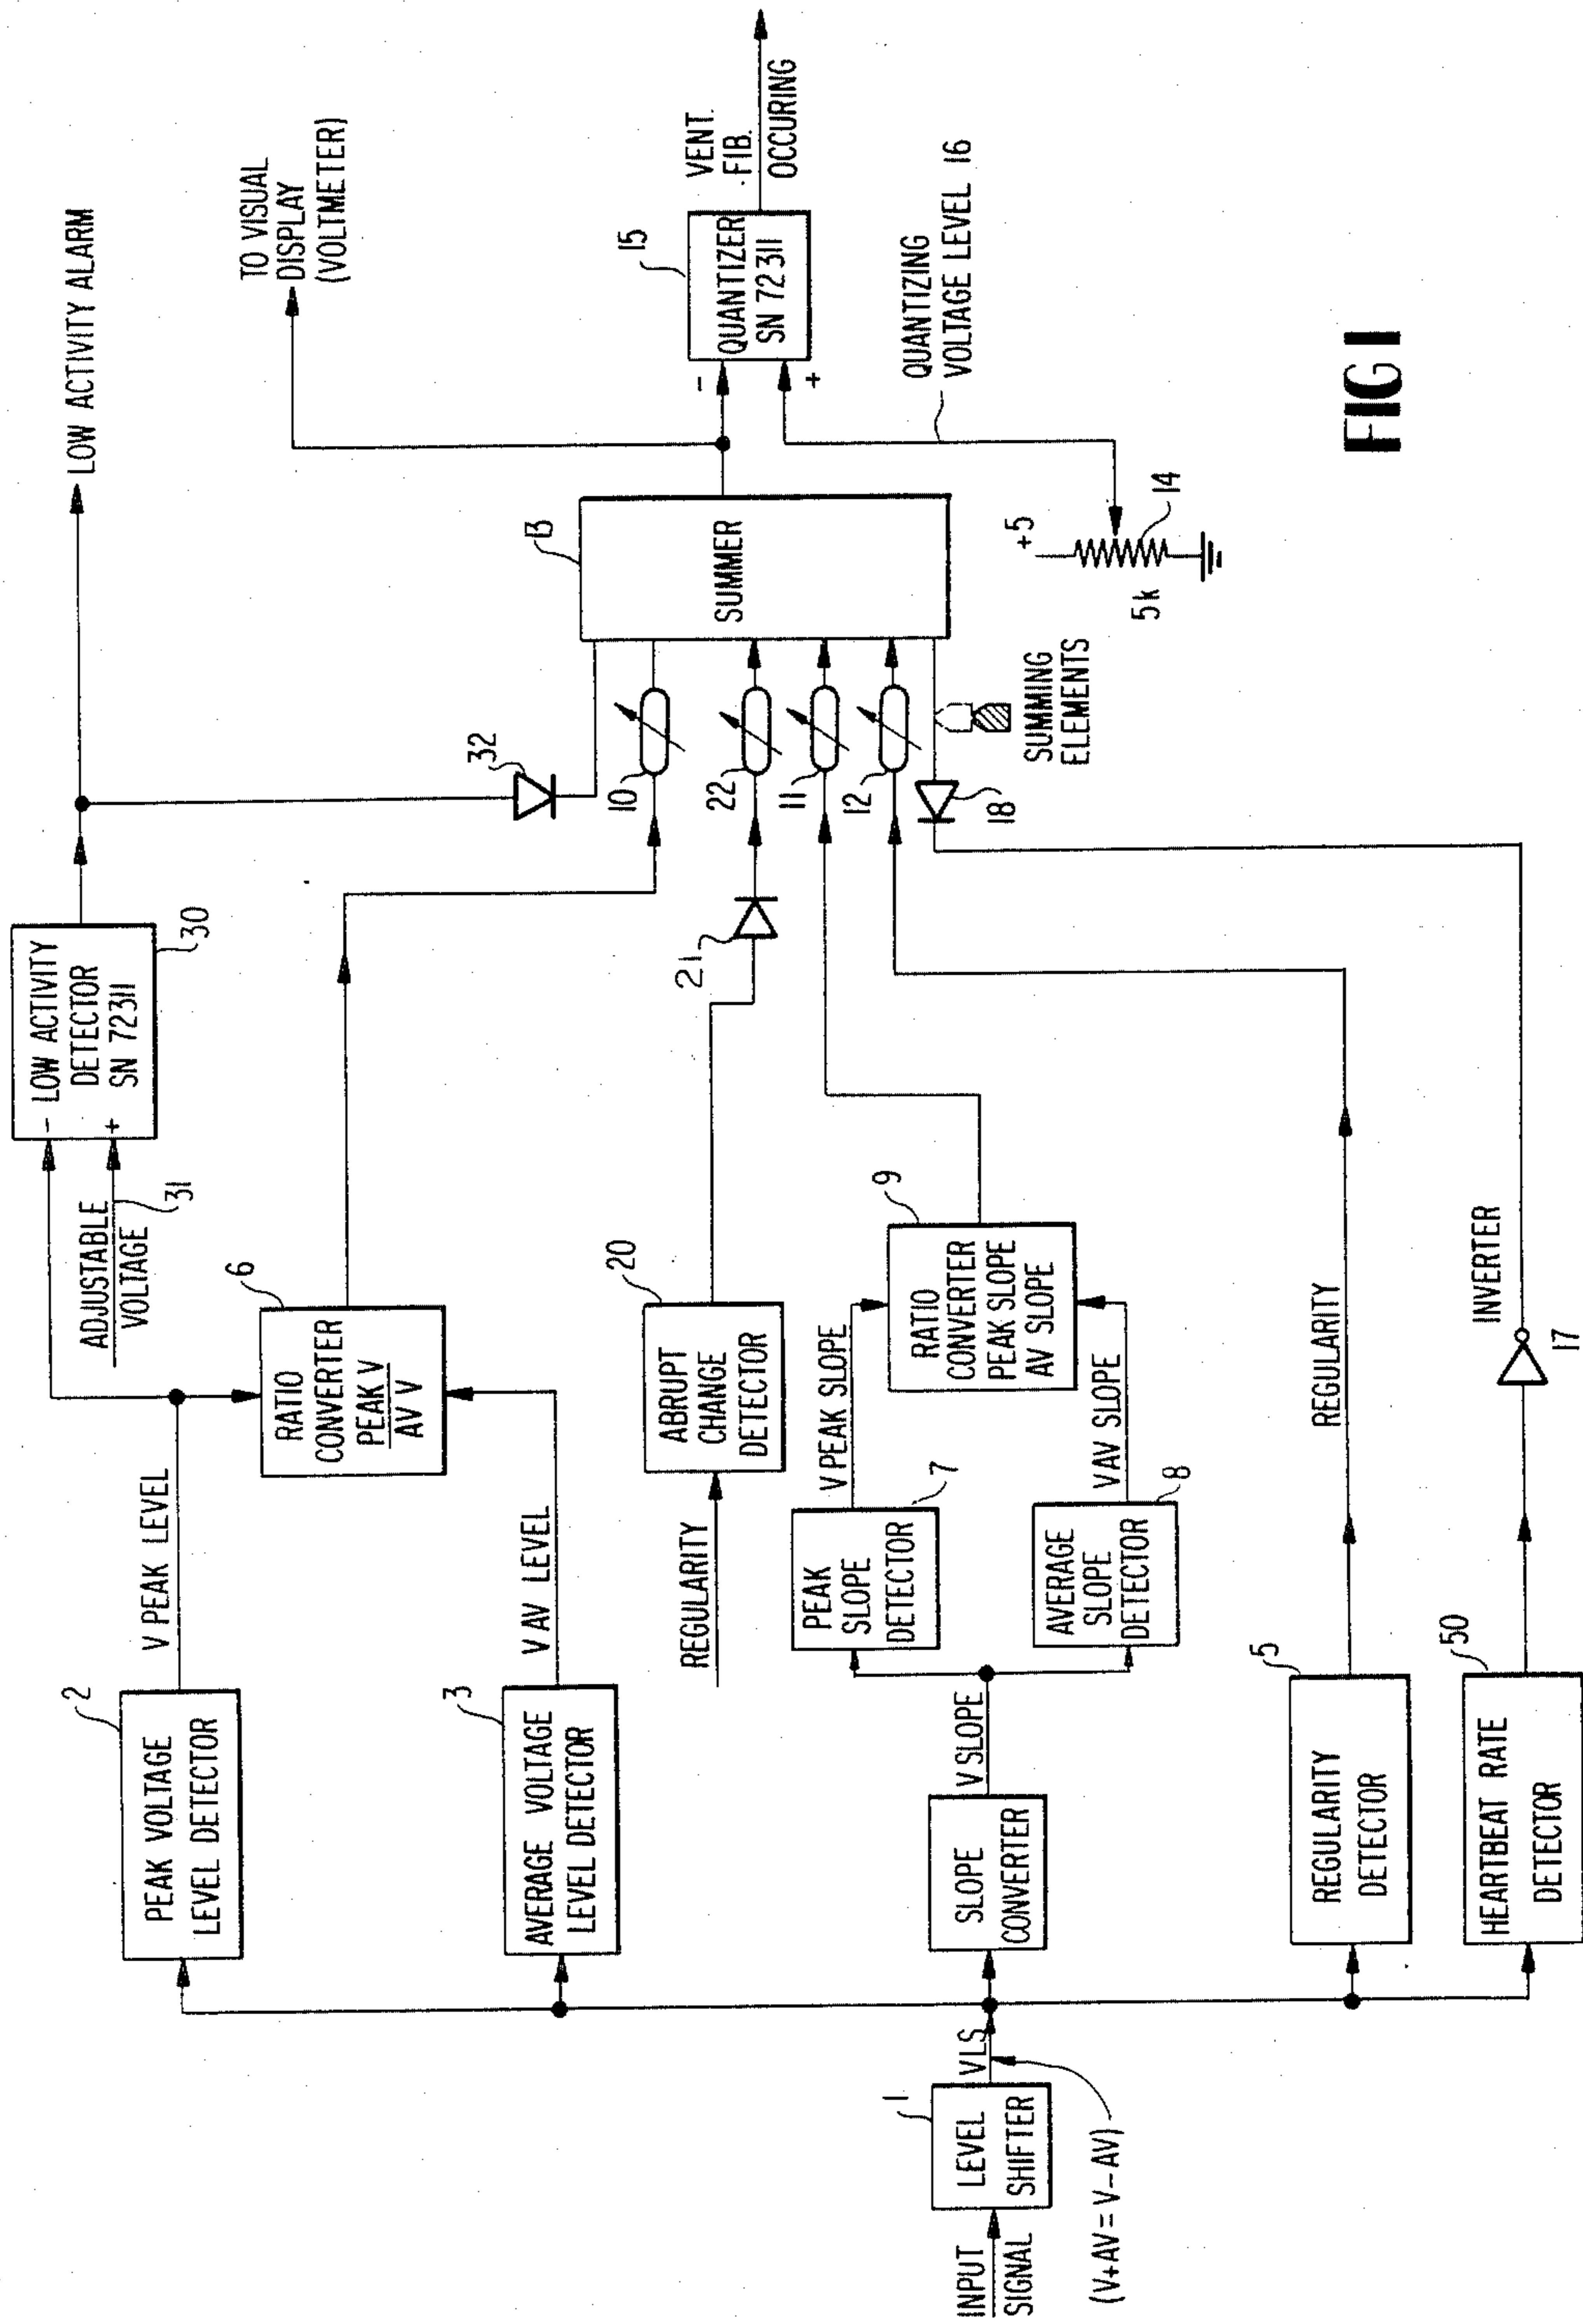 INPUT
SIGNAL
LEVEL
SHIFTER
1
VLS
(V+AV = V-AV)
PEAK VOLTAGE
LEVEL DETECTOR
2
V PEAK LEVEL
AVERAGE VOLTAGE
LEVEL DETECTOR
3
V AV LEVEL
RATIO
CONVERTER
PEAK V
AV V
6
ADJUSTABLE
VOLTAGE
31
- LOW ACTIVITY
DETECTOR
+ SN 72311
30
LOW ACTIVITY ALARM
32
REGULARITY
ABRUPT
CHANGE
DETECTOR
20
21
SLOPE
CONVERTER
V SLOPE
PEAK
SLOPE
DETECTOR
7
V PEAK SLOPE
AVERAGE
SLOPE
DETECTOR
8
V AV SLOPE
RATIO
CONVERTER
PEAK SLOPE
AV SLOPE
9
REGULARITY
DETECTOR
5
REGULARITY
HEARTBEAT RATE
DETECTOR
50
INVERTER
17
18
10
22
11
12
SUMMING
ELEMENTS
SUMMER
13
TO VISUAL
DISPLAY
(VOLTMETER)
-
+
QUANTIZER
SN 72311
15
VENT.
FIB.
OCCURING
QUANTIZING
VOLTAGE LEVEL 16
+5
5k
14
FIG 1